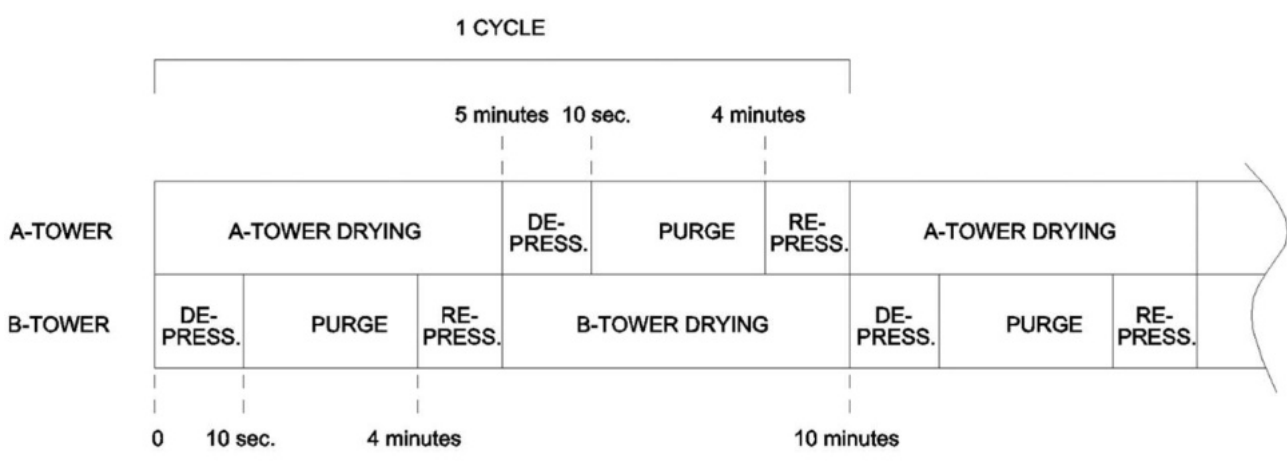 1 CYCLE
5 minutes 10 sec. 4 minutes
A-TOWER A-TOWER DRYING DE-PRESS. PURGE RE-PRESS. A-TOWER DRYING
B-TOWER DE-PRESS. PURGE RE-PRESS. B-TOWER DRYING DE-PRESS. PURGE RE-PRESS.
0 10 sec. 4 minutes 10 minutes